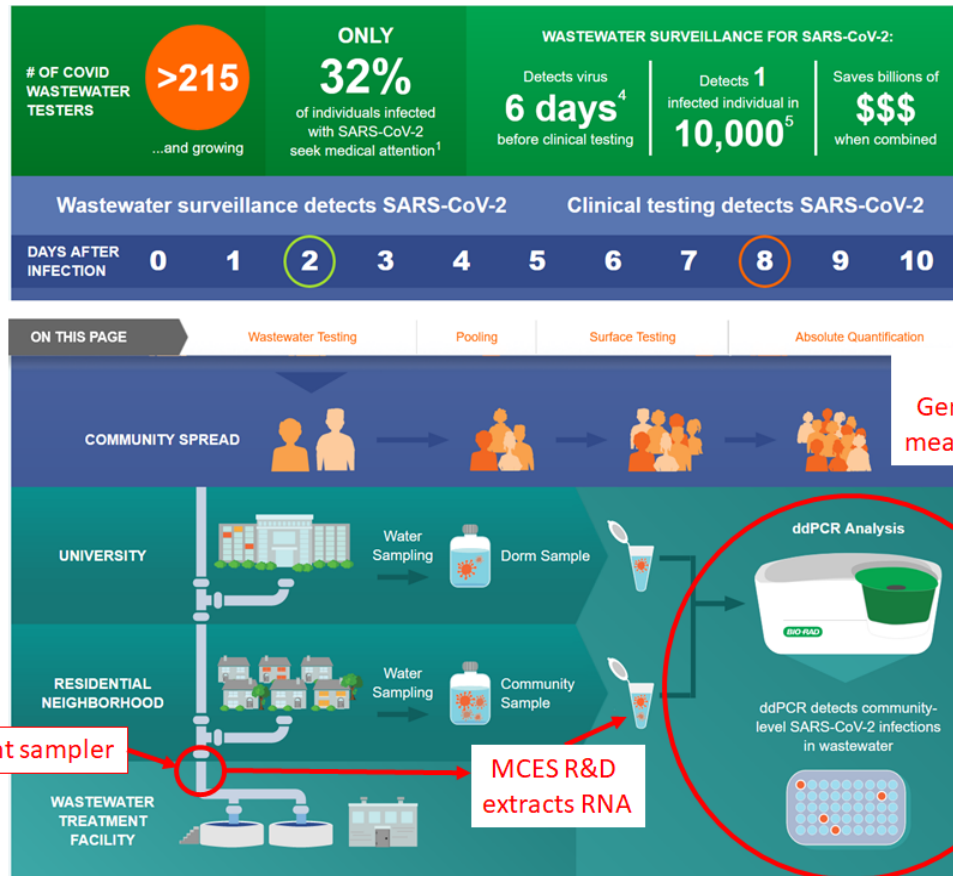 # OF COVID
WASTEWATER
TESTERS
>215
...and growing
ONLY
32%
of individuals infected
with SARS-CoV-2
seek medical attention1
WASTEWATER SURVEILLANCE FOR SARS-CoV-2:
Detects virus
6 days4
before clinical testing
Detects 1
infected individual in
10,0005
Saves billions of
$$$
when combined
Wastewater surveillance detects SARS-CoV-2
Clinical testing detects SARS-CoV-2
DAYS AFTER
INFECTION
0 1 2 3 4 5 6 7 8 9 10
ON THIS PAGE
Wastewater Testing
Pooling
Surface Testing
Absolute Quantification
COMMUNITY SPREAD
Ger
mea
UNIVERSITY
Water
Sampling
Dorm Sample
ddPCR Analysis
BIO-RAD
RESIDENTIAL
NEIGHBORHOOD
Water
Sampling
Community
Sample
ddPCR detects community-
level SARS-CoV-2 infections
in wastewater
nt sampler
MCES R&D
extracts RNA
WASTEWATER
TREATMENT
FACILITY